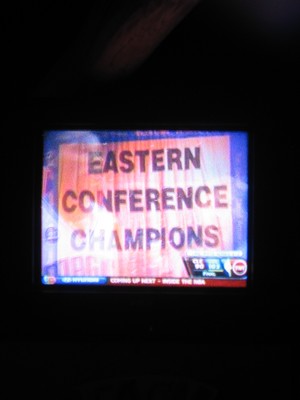 EASTERN
CONFERENCE
CHAMPIONS
COMING UP NEXT • INSIDE THE NBA